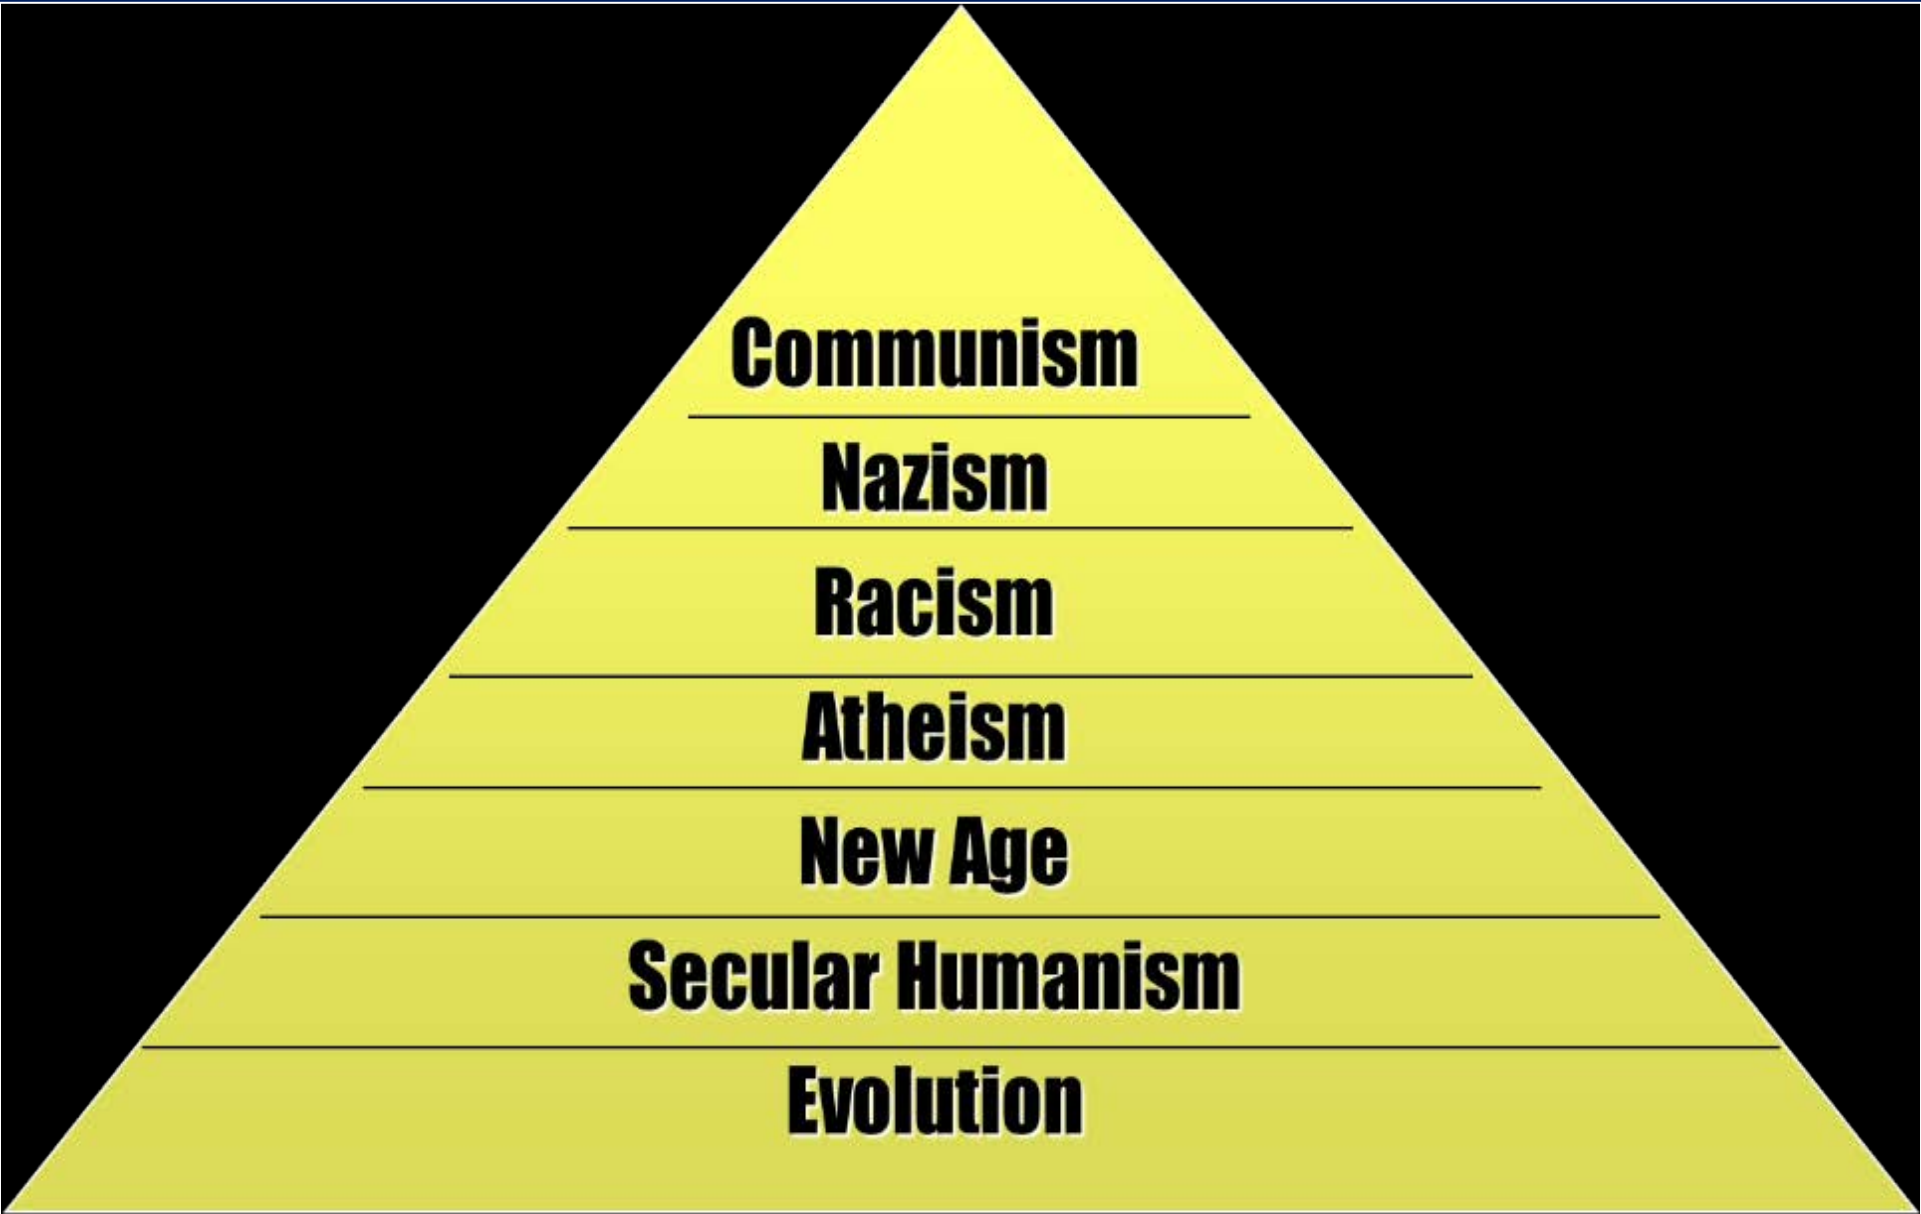 Communism
Nazism
Racism
Atheism
New Age
Secular Humanism
Evolution